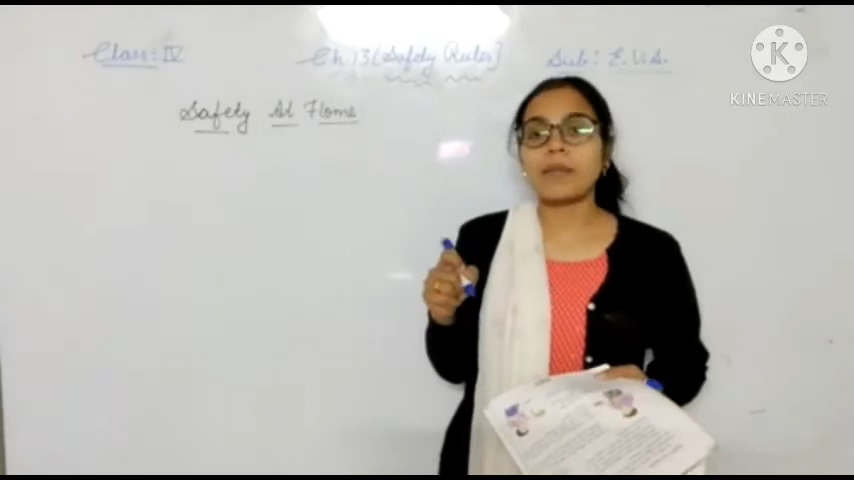 Class: IV
Ch 13 [Safety Rules]
Sub: E.V.S.
Safety At Home
K
KINEMASTER